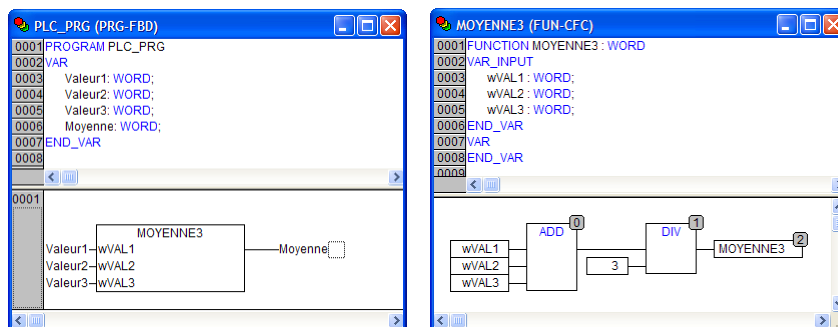 PLC_PRG (PRG-FBD)
0001 PROGRAM PLC_PRG
0002 VAR
0003 Valeur1: WORD;
0004 Valeur2: WORD;
0005 Valeur3: WORD;
0006 Moyenne: WORD;
0007 END_VAR
0008
0001
MOYENNE3
Valeur1 wVAL1 Moyenne
Valeur2 wVAL2
Valeur3 wVAL3
MOYENNE3 (FUN-CFC)
0001 FUNCTION MOYENNE3 : WORD
0002 VAR_INPUT
0003 wVAL1 : WORD;
0004 wVAL2 : WORD;
0005 wVAL3 : WORD;
0006 END_VAR
0007 VAR
0008 END_VAR
0009
0 1
ADD DIV 2
wVAL1 MOYENNE3
wVAL2 3
wVAL3